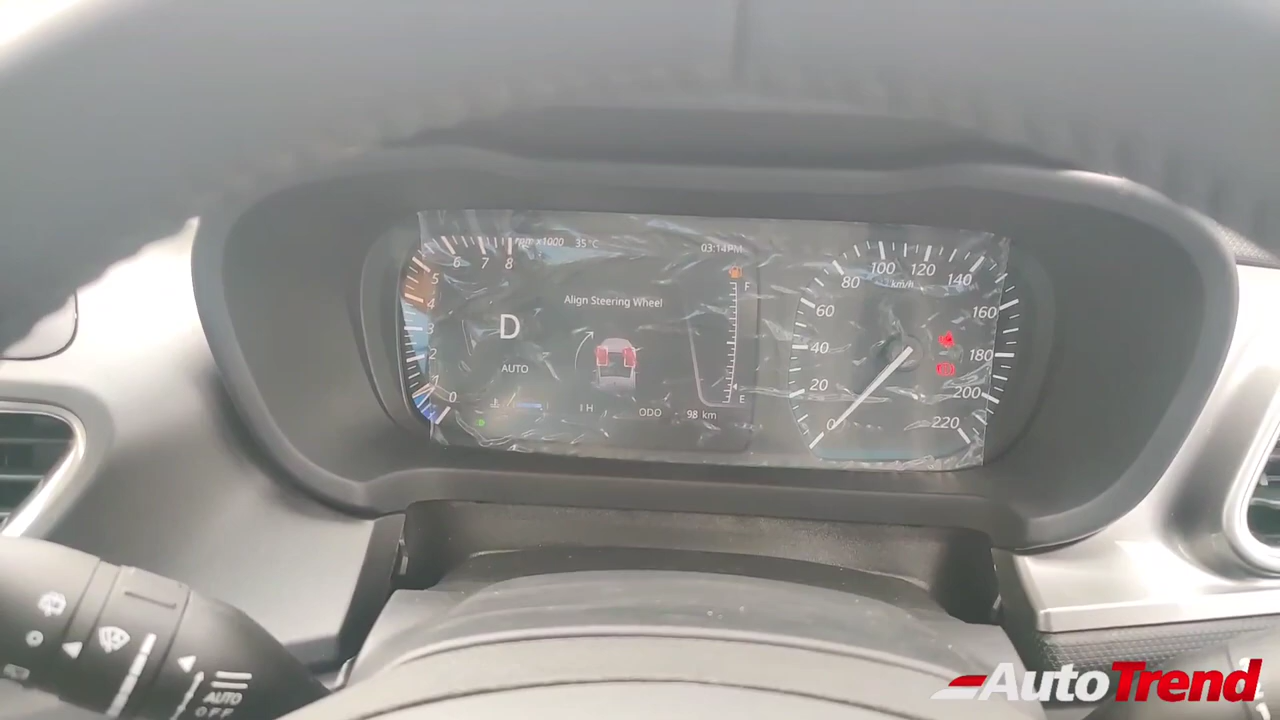 rpm x1000 35°C 03:14PM
6 7 8
5
4
3
2
1
0
Align Steering Wheel
D
AUTO
F
E
H
ODO 98 km
0
20
40
60
80
100
120
140
160
180
200
220
km/h
AUTO
OFF
AutoTrend